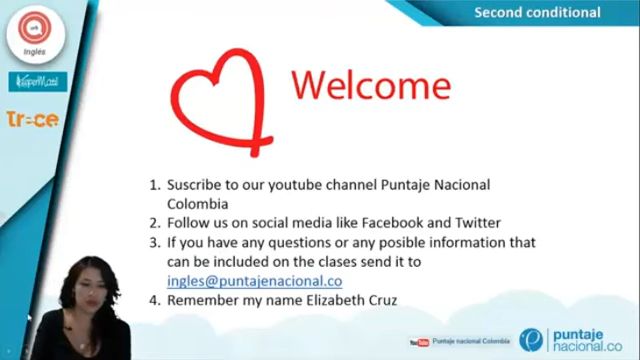 Second conditional
Inglés
Welcome
Trece
1. Suscribe to our youtube channel Puntaje Nacional
Colombia
2. Follow us on social media like Facebook and Twitter
3. If you have any questions or any posible information that
can be included on the clases send it to
ingles@puntajenacional.co
4. Remember my name Elizabeth Cruz
YouTube Puntaje nacional Colombia
puntaje
nacional.co